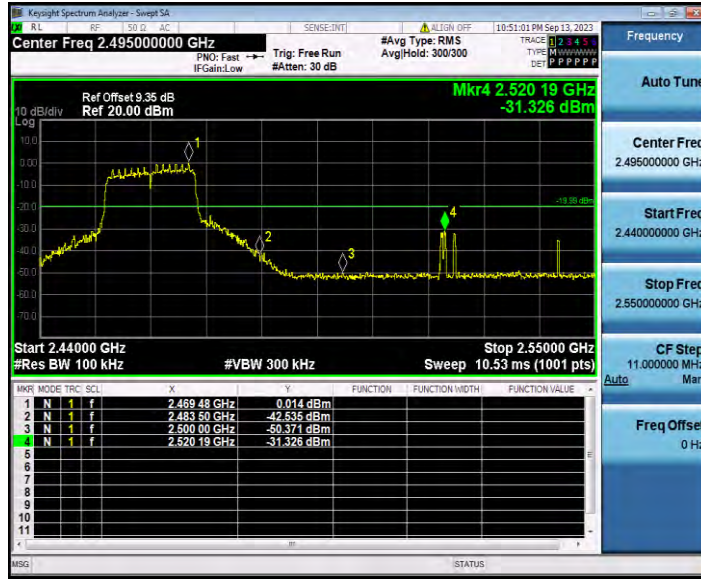 Keysight Spectrum Analyzer - Swept SA
RL RF 50 Ω AC SENSE:INT ALIGN OFF 10:51:01 PM Sep 13, 2023
Center Freq 2.495000000 GHz
PNO: Fast
IFGain:Low
Trig: Free Run
#Atten: 30 dB
#Avg Type: RMS
Avg|Hold: 300/300
TRACE 1 2 3 4 5 6
TYPE M W W W W W
DET P P P P P P
Frequency
Auto Tune
Center Freq
2.495000000 GHz
Start Freq
2.440000000 GHz
Stop Freq
2.550000000 GHz
CF Step
11.000000 MHz
Auto Man
Freq Offset
0 Hz
Mkr4 2.520 19 GHz
-31.326 dBm
Ref Offset 9.35 dB
10 dB/div Ref 20.00 dBm
Log
10.0
0.00
-10.0
-20.0
-30.0
-40.0
-50.0
-60.0
-70.0
1
2
3
4
-19.99 dBm
Start 2.44000 GHz Stop 2.55000 GHz
#Res BW 100 kHz #VBW 300 kHz Sweep 10.53 ms (1001 pts)
MKR MODE TRC SCL X Y FUNCTION FUNCTION WIDTH FUNCTION VALUE
1 N 1 f 2.469 48 GHz 0.014 dBm
2 N 1 f 2.483 50 GHz -42.535 dBm
3 N 1 f 2.500 00 GHz -50.371 dBm
4 N 1 f 2.520 19 GHz -31.326 dBm
5
6
7
8
9
10
11
MSG STATUS